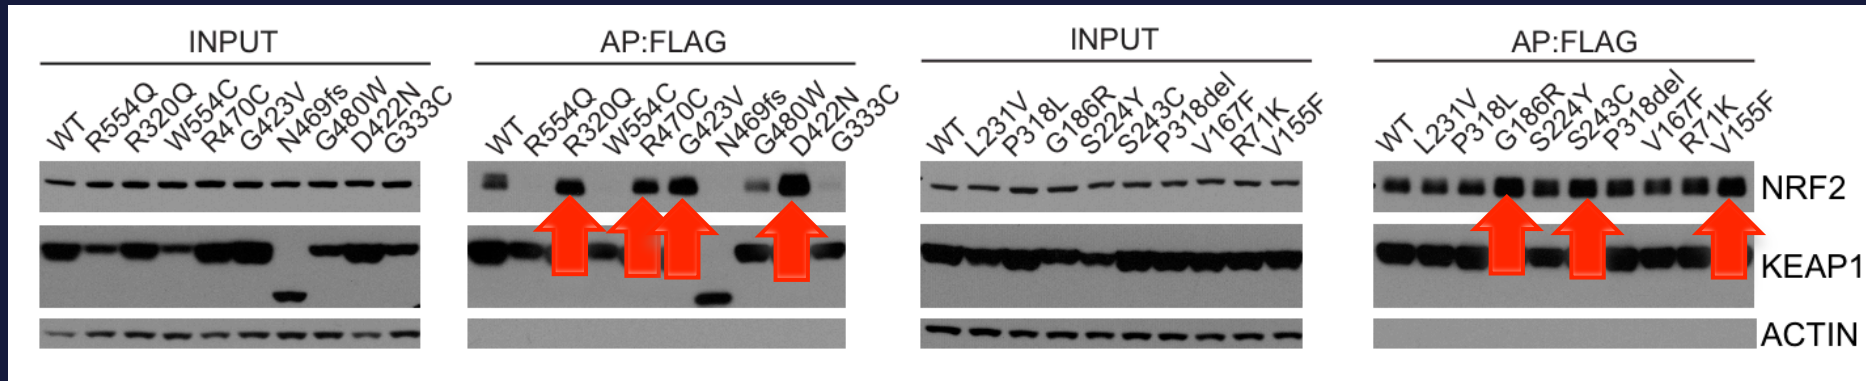 INPUT
WT R554Q R320Q W554C R470C G423V N469fs G480W D422N G333C
AP:FLAG
WT R554Q R320Q W554C R470C G423V N469fs G480W D422N G333C
INPUT
WT L231V P318L G186R S224Y S243C P318del V167F R71K V155F
AP:FLAG
WT L231V P318L G186R S224Y S243C P318del V167F R71K V155F
NRF2
KEAP1
ACTIN